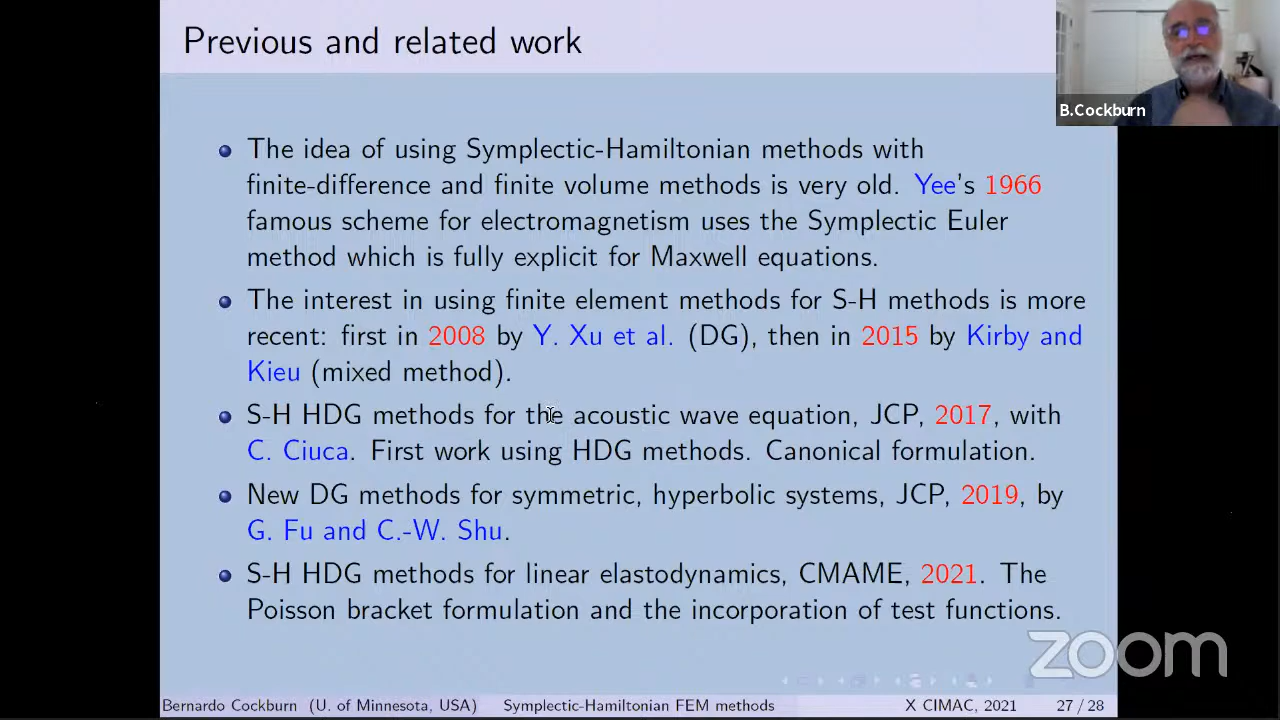 Previous and related work
B.Cockburn
The idea of using Symplectic-Hamiltonian methods with
finite-difference and finite volume methods is very old. Yee's 1966
famous scheme for electromagnetism uses the Symplectic Euler
method which is fully explicit for Maxwell equations.
The interest in using finite element methods for S-H methods is more
recent: first in 2008 by Y. Xu et al. (DG), then in 2015 by Kirby and
Kieu (mixed method).
S-H HDG methods for the acoustic wave equation, JCP, 2017, with
C. Ciuca. First work using HDG methods. Canonical formulation.
New DG methods for symmetric, hyperbolic systems, JCP, 2019, by
G. Fu and C.-W. Shu.
S-H HDG methods for linear elastodynamics, CMAME, 2021. The
Poisson bracket formulation and the incorporation of test functions.
zoom
Bernardo Cockburn (U. of Minnesota, USA) Symplectic-Hamiltonian FEM methods X CIMAC, 2021 27 / 28